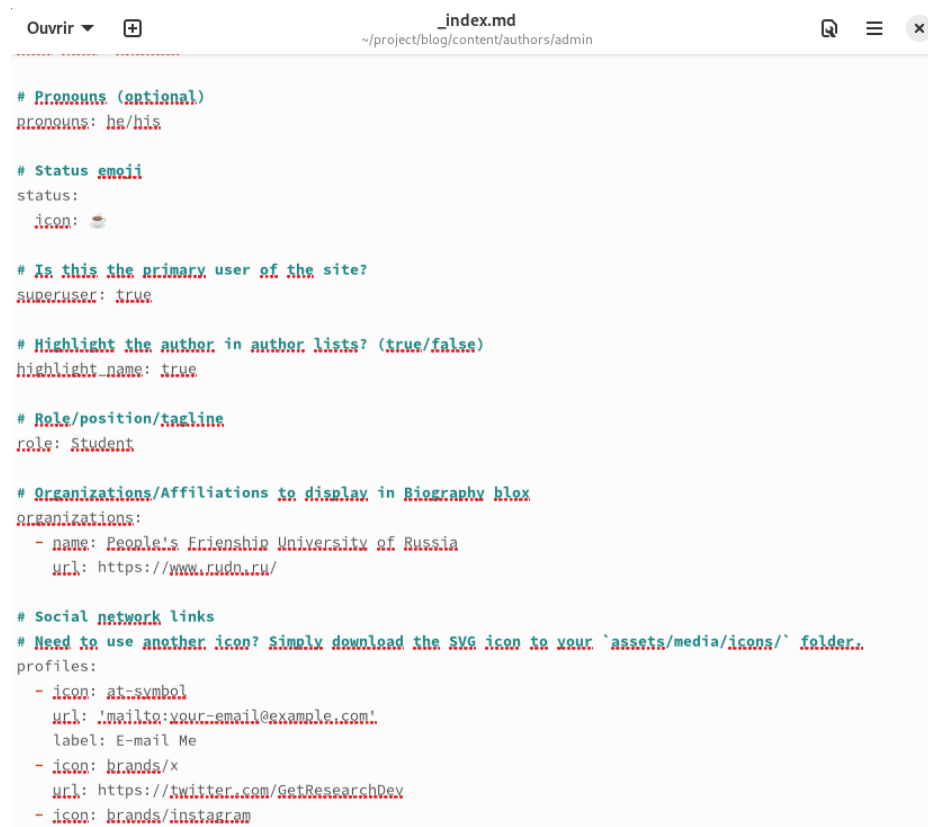 Ouvrir
_index.md
~/project/blog/content/authors/admin
# Pronouns (optional)
pronouns: he/his
# Status emoji
status:
icon: ☕
# Is this the primary user of the site?
superuser: true
# Highlight the author in author lists? (true/false)
highlight_name: true
# Role/position/tagline
role: Student
# Organizations/Affiliations to display in Biography blox
organizations:
- name: People's Frienship University of Russia
url: https://www.rudn.ru/
# Social network links
# Need to use another icon? Simply download the SVG icon to your `assets/media/icons/` folder.
profiles:
- icon: at-symbol
url: 'mailto:your-email@example.com'
label: E-mail Me
- icon: brands/x
url: https://twitter.com/GetResearchDev
- icon: brands/instagram